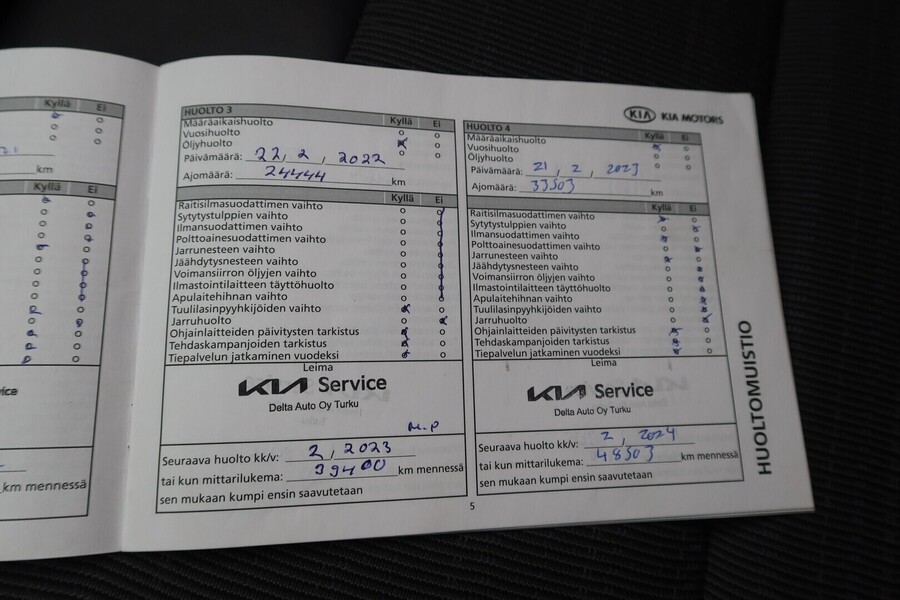 Kyllä Ei
km
Kyllä Ei
km mennessä
HUOLTO 3
Kyllä Ei
Määräaikaishuolto
Vuosihuolto
Öljyhuolto
Päivämäärä: 22, 2, 2022
Ajomäärä: 24444 km
Kyllä Ei
Raitisilmasuodattimen vaihto
Sytytystulppien vaihto
Ilmansuodattimen vaihto
Polttoainesuodattimen vaihto
Jarrunesteen vaihto
Jäähdytysnesteen vaihto
Voimansiirron öljyjen vaihto
Ilmastointilaitteen täyttöhuolto
Apulaitehihnan vaihto
Tuulilasinpyyhkijöiden vaihto
Jarruhuolto
Ohjainlaitteiden päivitysten tarkistus
Tehdaskampanjoiden tarkistus
Tiepalvelun jatkaminen vuodeksi
Leima
KIA Service
Delta Auto Oy Turku
M.P
Seuraava huolto kk/v: 2, 2023
tai kun mittarilukema: 39400 km mennessä
sen mukaan kumpi ensin saavutetaan
KIA KIA MOTORS
HUOLTO 4
Kyllä Ei
Määräaikaishuolto
Vuosihuolto
Öljyhuolto
Päivämäärä: 21, 2, 2023
Ajomäärä: 33503 km
Kyllä Ei
Raitisilmasuodattimen vaihto
Sytytystulppien vaihto
Ilmansuodattimen vaihto
Polttoainesuodattimen vaihto
Jarrunesteen vaihto
Jäähdytysnesteen vaihto
Voimansiirron öljyjen vaihto
Ilmastointilaitteen täyttöhuolto
Apulaitehihnan vaihto
Tuulilasinpyyhkijöiden vaihto
Jarruhuolto
Ohjainlaitteiden päivitysten tarkistus
Tehdaskampanjoiden tarkistus
Tiepalvelun jatkaminen vuodeksi
Leima
KIA Service
Delta Auto Oy Turku
Seuraava huolto kk/v: 2, 2024
tai kun mittarilukema: 48503 km mennessä
sen mukaan kumpi ensin saavutetaan
5
HUOLTOMUISTIO